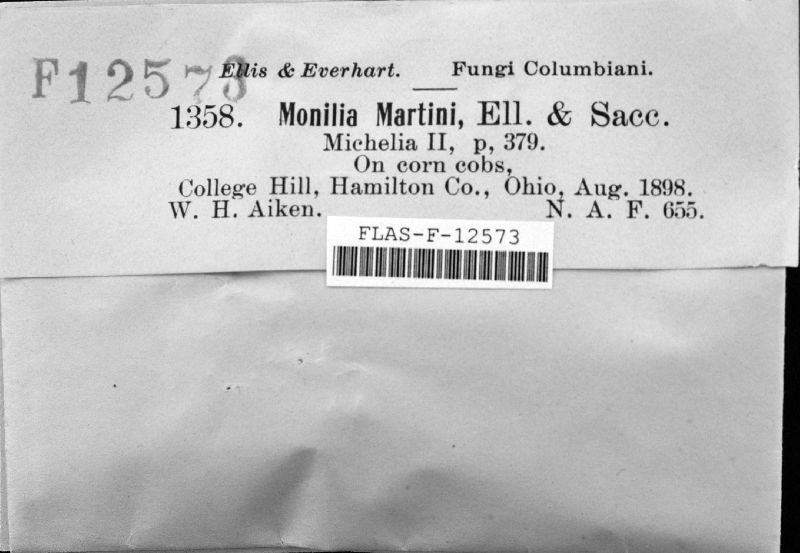 F12573 Ellis & Everhart. Fungi Columbiani.
1358. Monilia Martini, Ell. & Sacc.
Michelia II, p, 379.
On corn cobs,
College Hill, Hamilton Co., Ohio, Aug. 1898.
W. H. Aiken. N. A. F. 655.
FLAS-F-12573